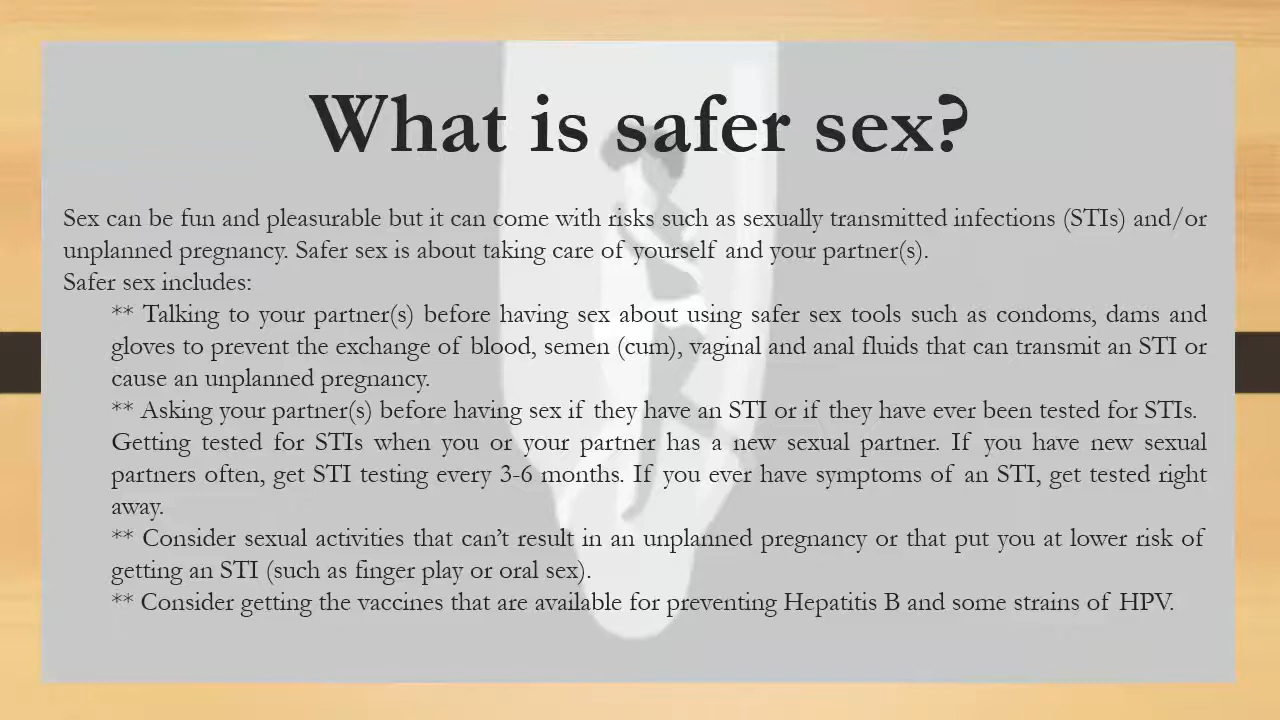 What is safer sex?
Sex can be fun and pleasurable but it can come with risks such as sexually transmitted infections (STIs) and/or
unplanned pregnancy. Safer sex is about taking care of yourself and your partner(s).
Safer sex includes:
** Talking to your partner(s) before having sex about using safer sex tools such as condoms, dams and
gloves to prevent the exchange of blood, semen (cum), vaginal and anal fluids that can transmit an STI or
cause an unplanned pregnancy.
** Asking your partner(s) before having sex if they have an STI or if they have ever been tested for STIs.
Getting tested for STIs when you or your partner has a new sexual partner. If you have new sexual
partners often, get STI testing every 3-6 months. If you ever have symptoms of an STI, get tested right
away.
** Consider sexual activities that can’t result in an unplanned pregnancy or that put you at lower risk of
getting an STI (such as finger play or oral sex).
** Consider getting the vaccines that are available for preventing Hepatitis B and some strains of HPV.